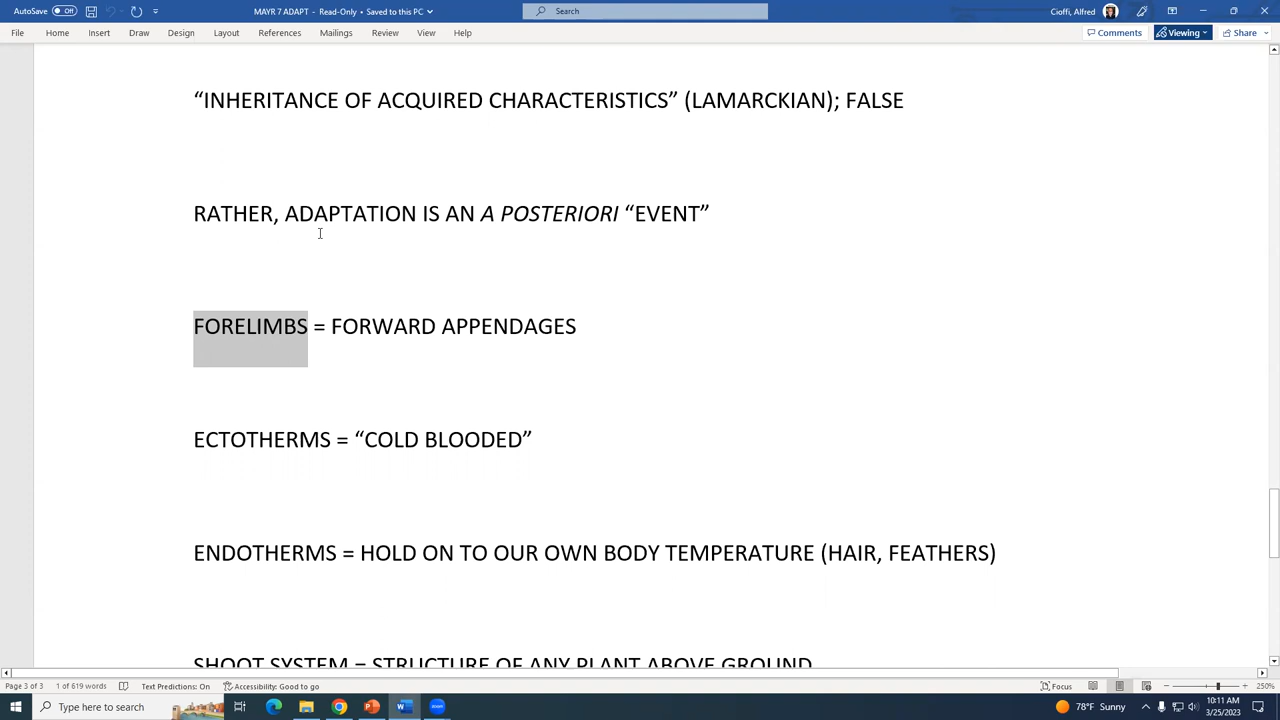 AutoSave Off MAYR 7 ADAPT - Read-Only • Saved to this PC Search Cioffi, Alfred
File Home Insert Draw Design Layout References Mailings Review View Help Comments Viewing Share
“INHERITANCE OF ACQUIRED CHARACTERISTICS” (LAMARCKIAN); FALSE
RATHER, ADAPTATION IS AN A POSTERIORI “EVENT”
FORELIMBS = FORWARD APPENDAGES
ECTOTHERMS = “COLD BLOODED”
ENDOTHERMS = HOLD ON TO OUR OWN BODY TEMPERATURE (HAIR, FEATHERS)
SHOOT SYSTEM = STRUCTURE OF ANY PLANT ABOVE GROUND
Page 3 of 3 1 of 619 words Text Predictions: On Accessibility: Good to go Focus 250%
Type here to search zoom 78°F Sunny 10:11 AM
3/25/2023